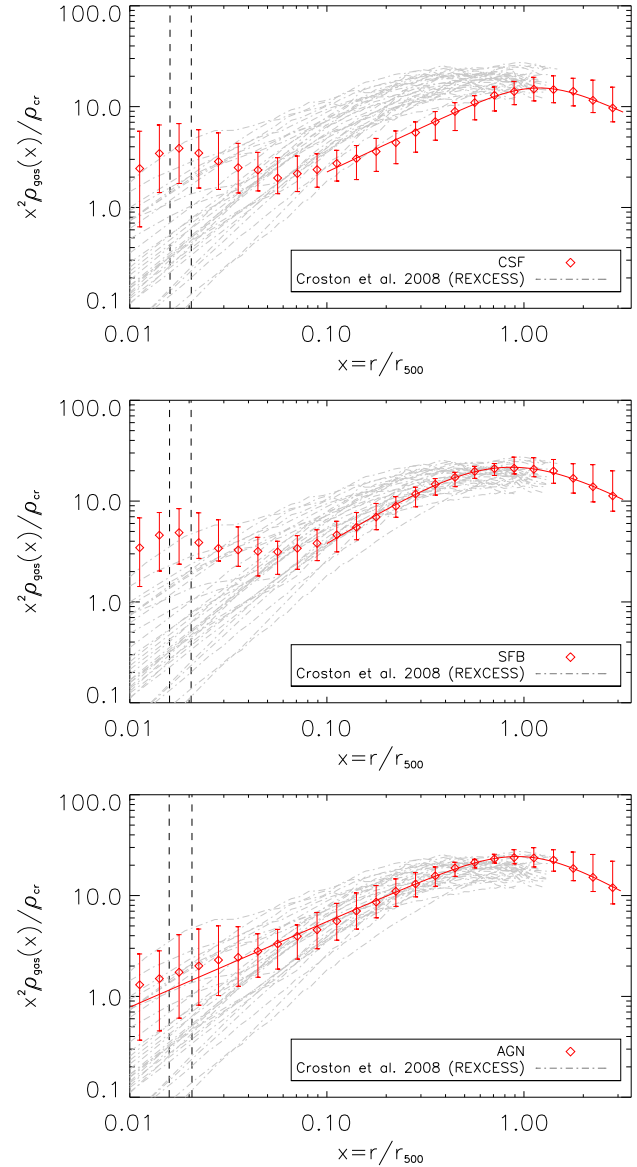 100.0
10.0
1.0
0.1
x²ρgas(x)/ρcr
CSF
Croston et al. 2008 (REXCESS)
0.01 0.10 1.00
x=r/r500
100.0
10.0
1.0
0.1
x²ρgas(x)/ρcr
SFB
Croston et al. 2008 (REXCESS)
0.01 0.10 1.00
x=r/r500
100.0
10.0
1.0
0.1
x²ρgas(x)/ρcr
AGN
Croston et al. 2008 (REXCESS)
0.01 0.10 1.00
x=r/r500